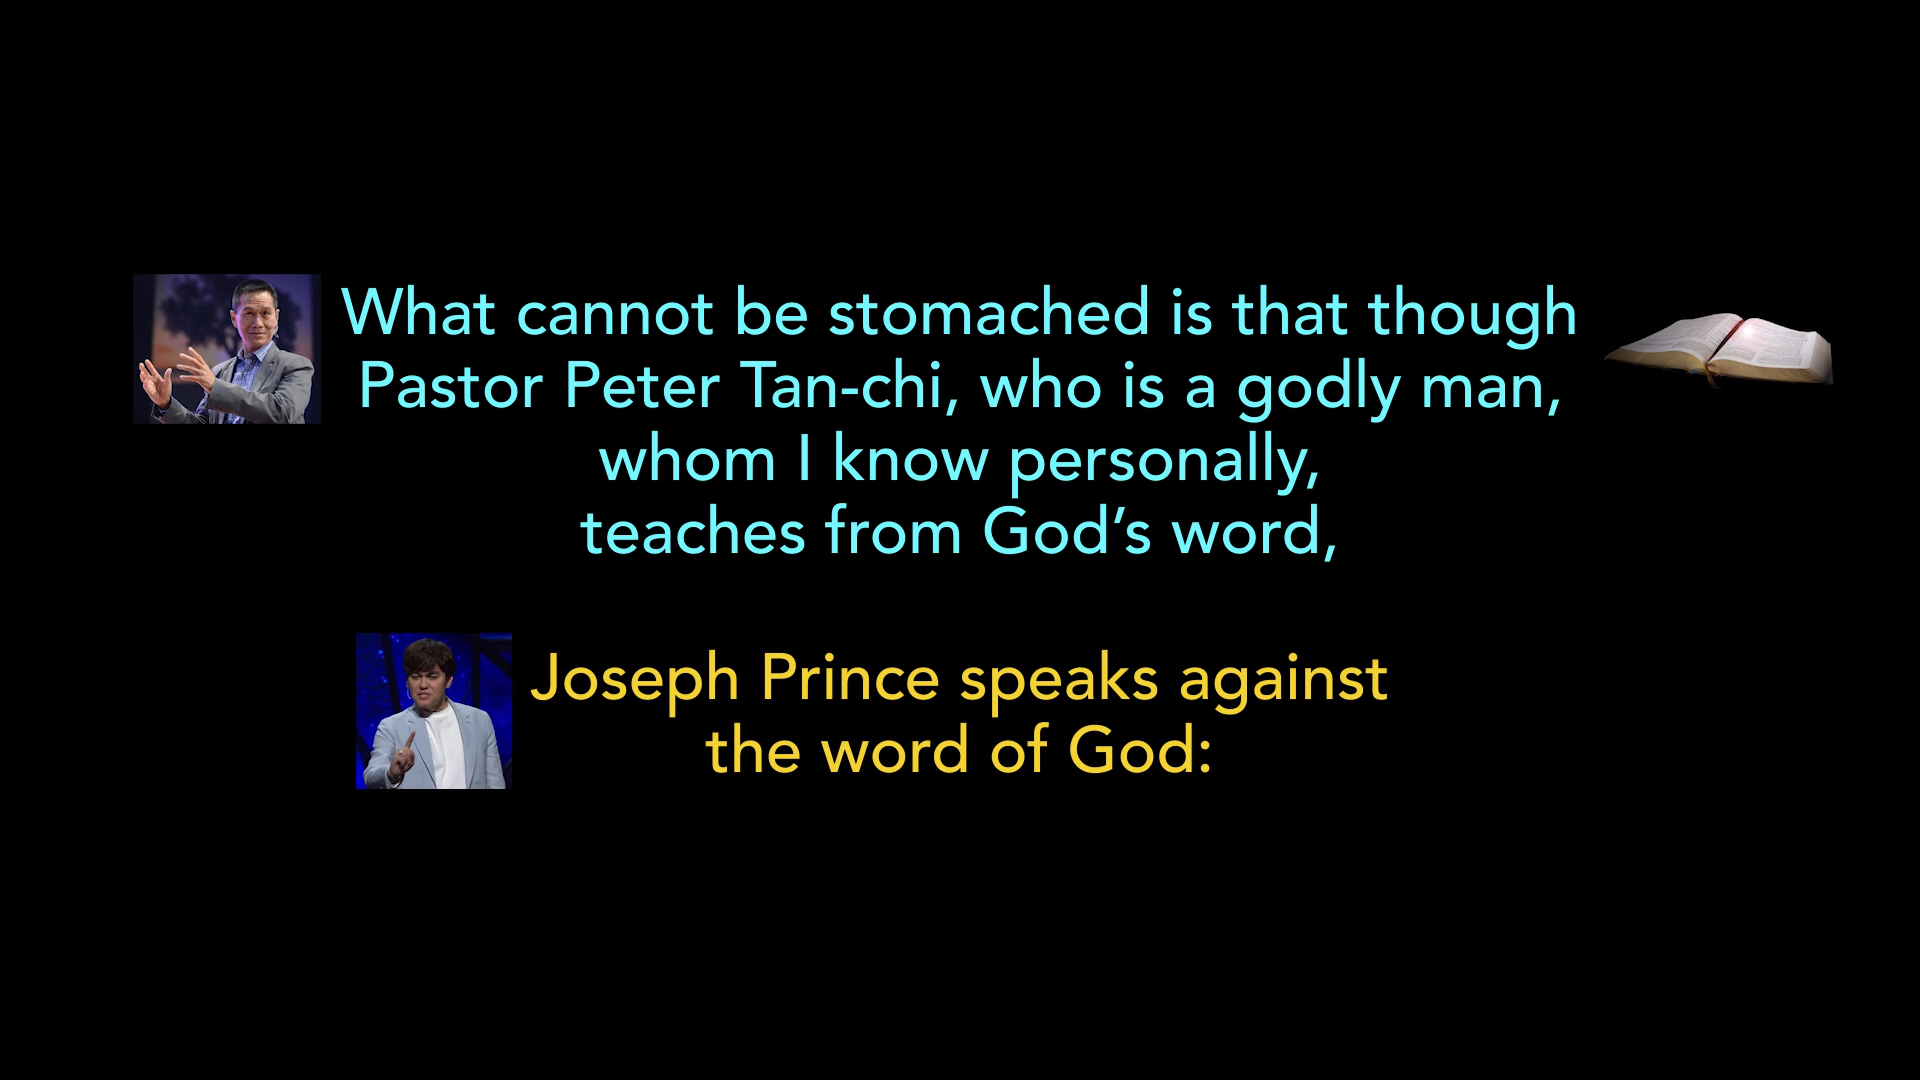 What cannot be stomached is that though
Pastor Peter Tan-chi, who is a godly man,
whom I know personally,
teaches from God’s word,
Joseph Prince speaks against
the word of God: